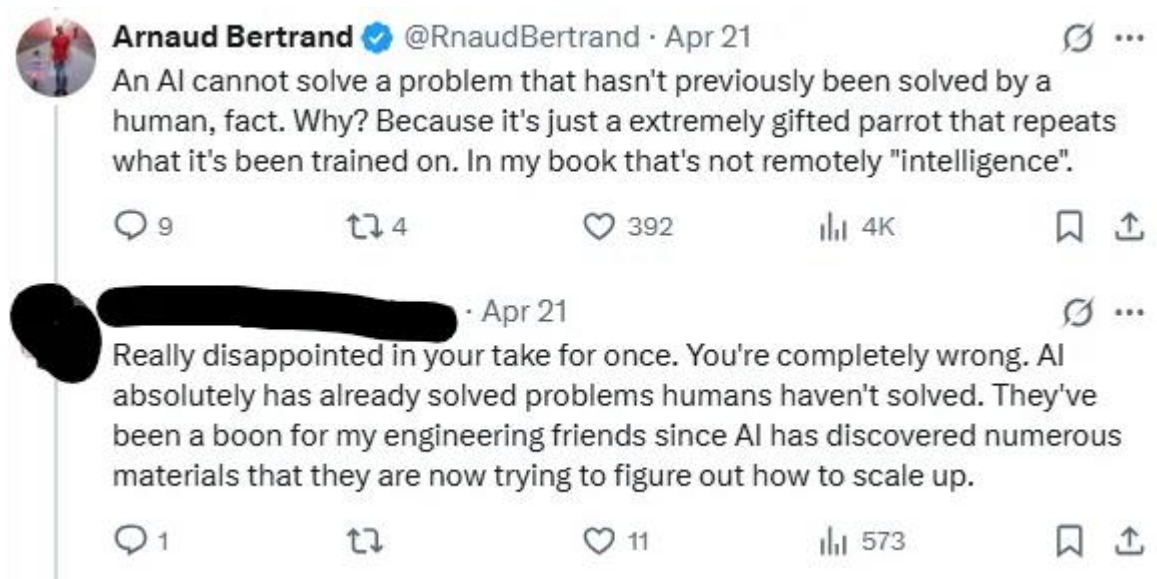 Arnaud Bertrand @RnaudBertrand · Apr 21
An AI cannot solve a problem that hasn't previously been solved by a
human, fact. Why? Because it's just a extremely gifted parrot that repeats
what it's been trained on. In my book that's not remotely "intelligence".
9 4 392 4K
· Apr 21
Really disappointed in your take for once. You're completely wrong. AI
absolutely has already solved problems humans haven't solved. They've
been a boon for my engineering friends since AI has discovered numerous
materials that they are now trying to figure out how to scale up.
1 11 573